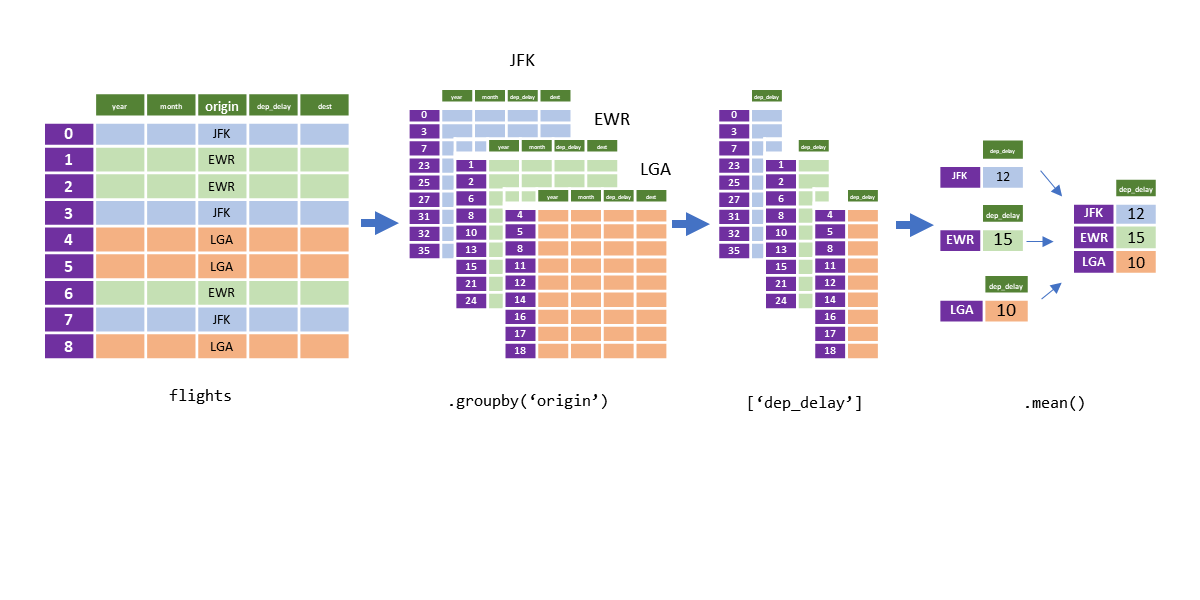 JFK
EWR
LGA
year month origin dep_delay dest
0 JFK
1 EWR
2 EWR
3 JFK
4 LGA
5 LGA
6 EWR
7 JFK
8 LGA
flights
year month dep_delay dest
0
3
7
23
25
27
31
32
35
year month dep_delay dest
1
2
6
8
10
13
15
21
24
year month dep_delay dest
4
5
8
11
12
14
16
17
18
.groupby(‘origin’)
dep_delay
0
3
7
23
25
27
31
32
35
dep_delay
1
2
6
8
10
13
15
21
24
dep_delay
4
5
8
11
12
14
16
17
18
[‘dep_delay’]
dep_delay
JFK 12
dep_delay
EWR 15
dep_delay
LGA 10
dep_delay
JFK 12
EWR 15
LGA 10
.mean()